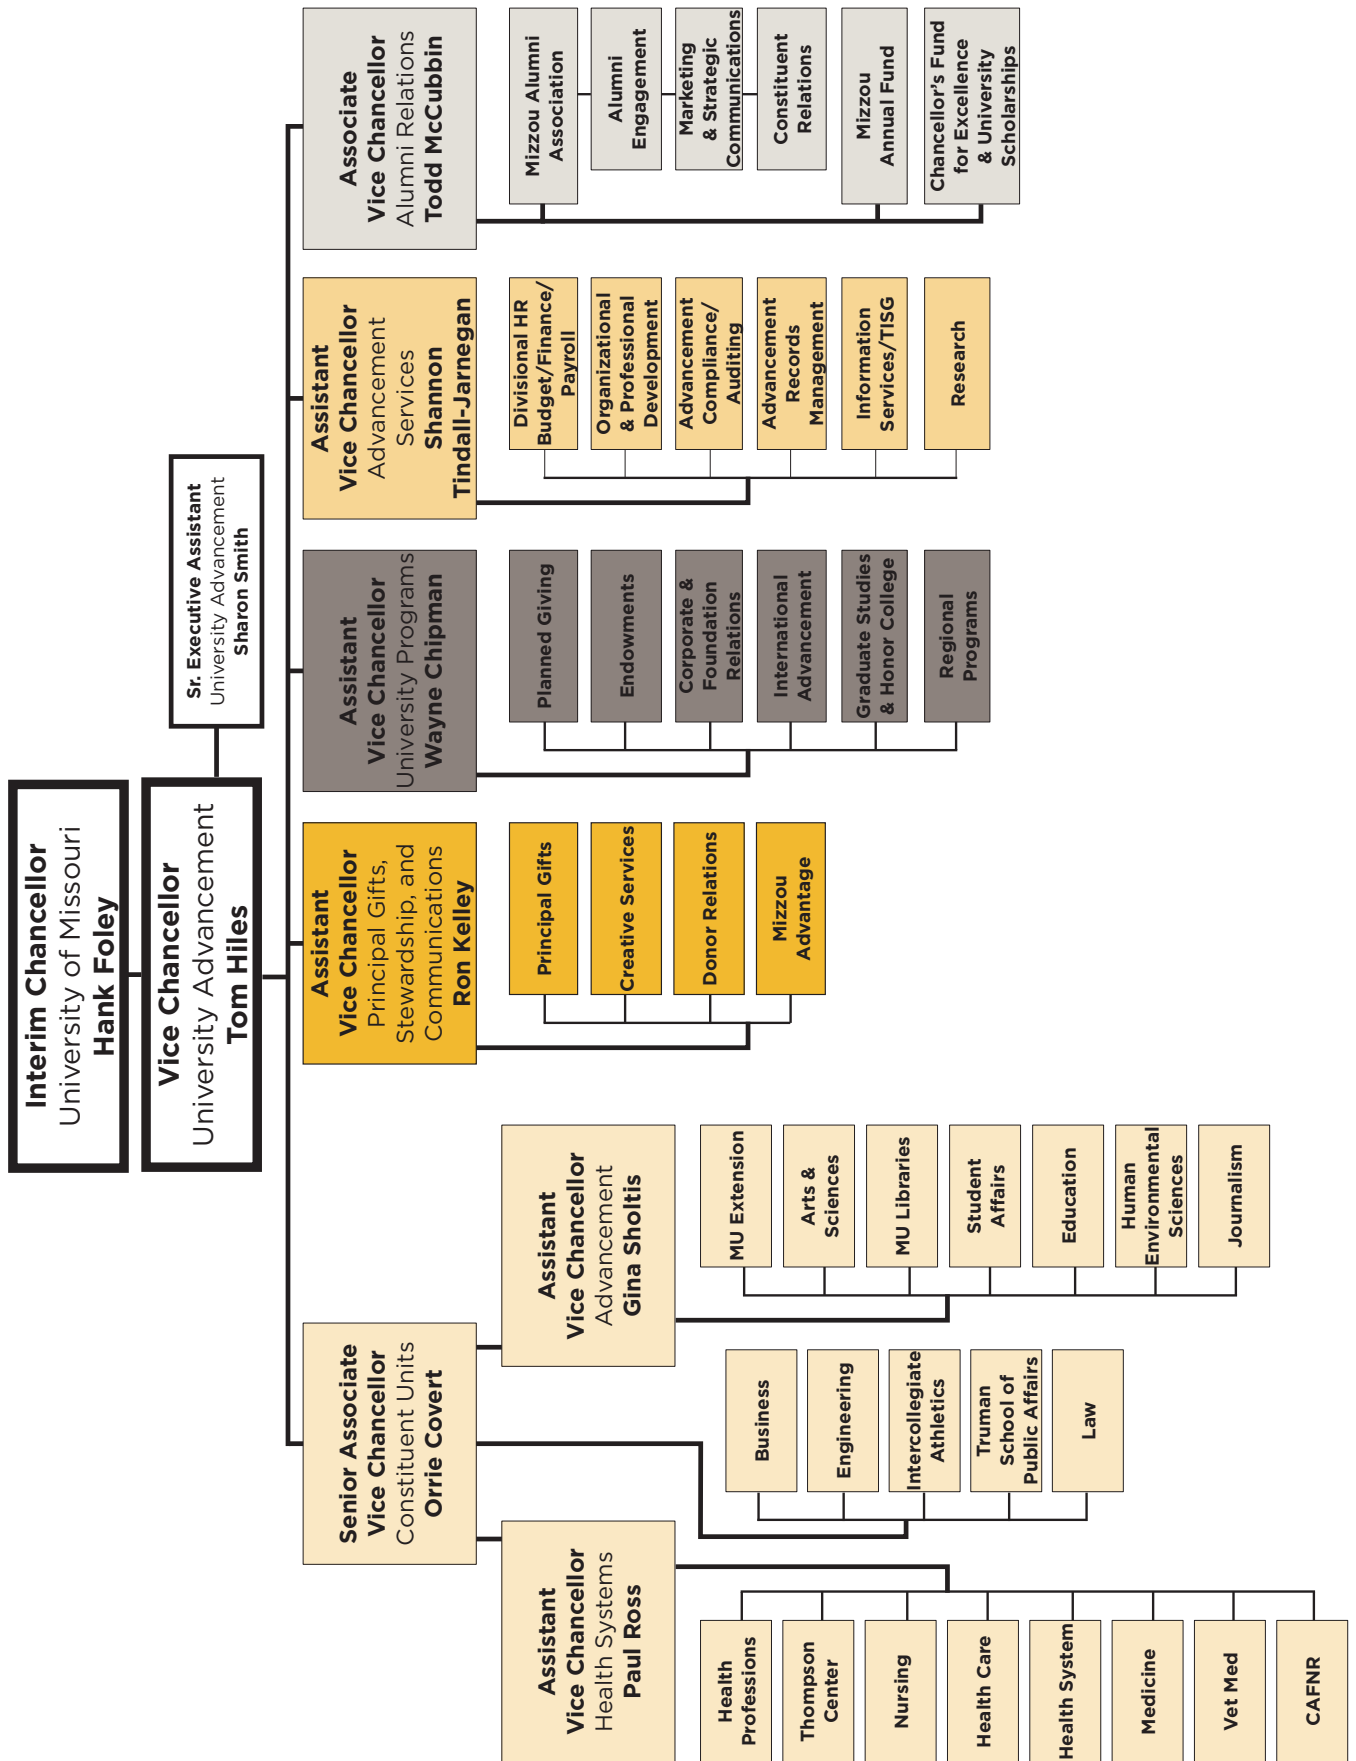 Interim Chancellor
University of Missouri
Hank Foley
Vice Chancellor
University Advancement
Tom Hiles
Sr. Executive Assistant
University Advancement
Sharon Smith
Senior Associate
Vice Chancellor
Constituent Units
Orrie Covert
Assistant
Vice Chancellor
Principal Gifts,
Stewardship, and
Communications
Ron Kelley
Assistant
Vice Chancellor
University Programs
Wayne Chipman
Assistant
Vice Chancellor
Advancement
Services
Shannon
Tindall-Jarnegan
Associate
Vice Chancellor
Alumni Relations
Todd McCubbin
Assistant
Vice Chancellor
Health Systems
Paul Ross
Assistant
Vice Chancellor
Advancement
Gina Sholtis
Health
Professions
Thompson
Center
Nursing
Health Care
Health System
Medicine
Vet Med
CAFNR
Business
Engineering
Intercollegiate
Athletics
Truman
School of
Public Affairs
Law
MU Extension
Arts &
Sciences
MU Libraries
Student
Affairs
Education
Human
Environmental
Sciences
Journalism
Principal Gifts
Creative Services
Donor Relations
Mizzou
Advantage
Planned Giving
Endowments
Corporate &
Foundation
Relations
International
Advancement
Graduate Studies
& Honor College
Regional
Programs
Divisional HR
Budget/Finance/
Payroll
Organizational
& Professional
Development
Advancement
Compliance/
Auditing
Advancement
Records
Management
Information
Services/TISG
Research
Mizzou Alumni
Association
Alumni
Engagement
Marketing
& Strategic
Communications
Constituent
Relations
Mizzou
Annual Fund
Chancellor's Fund
for Excellence
& University
Scholarships